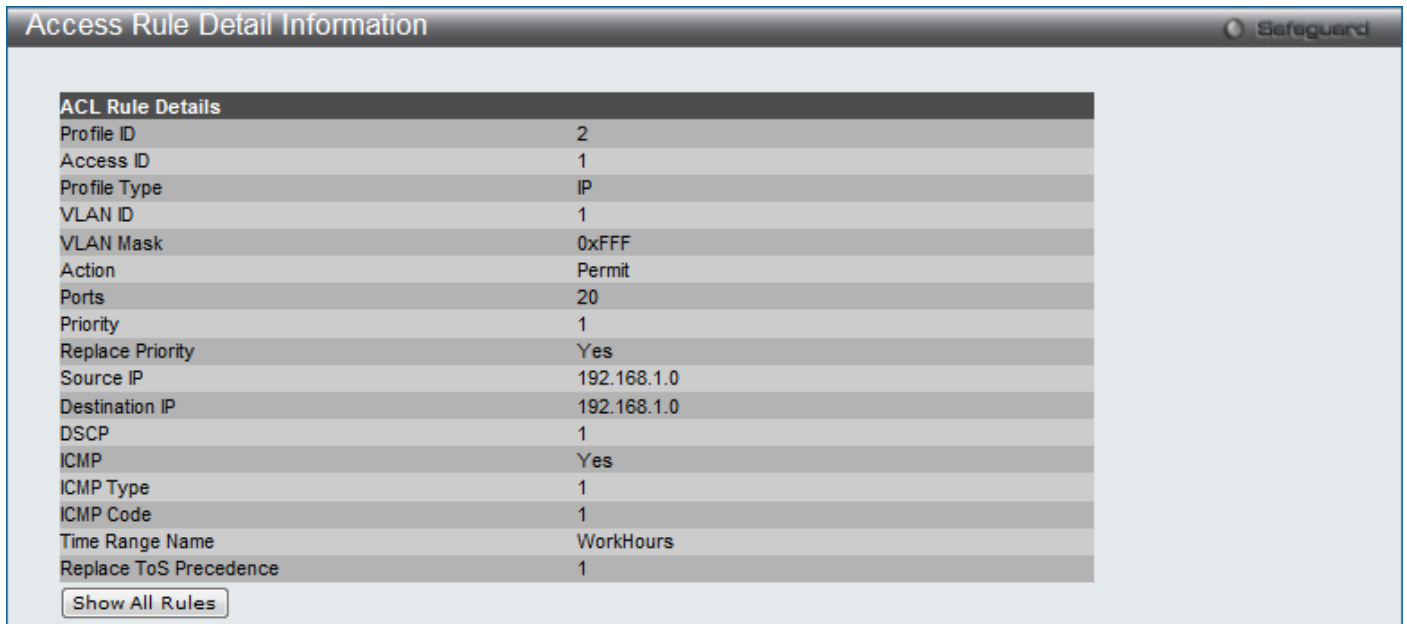 Access Rule Detail Information
Safeguard
ACL Rule Details
Profile ID 2
Access ID 1
Profile Type IP
VLAN ID 1
VLAN Mask 0xFFF
Action Permit
Ports 20
Priority 1
Replace Priority Yes
Source IP 192.168.1.0
Destination IP 192.168.1.0
DSCP 1
ICMP Yes
ICMP Type 1
ICMP Code 1
Time Range Name WorkHours
Replace ToS Precedence 1
Show All Rules